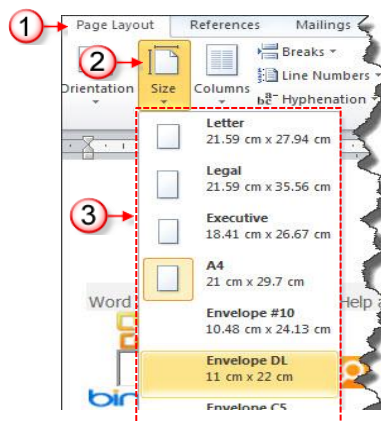 1
Page Layout References Mailings
2
Breaks
Line Numbers
Orientation Size Columns
Hyphenation
Letter
21.59 cm x 27.94 cm
Legal
21.59 cm x 35.56 cm
3
Executive
18.41 cm x 26.67 cm
A4
21 cm x 29.7 cm
Word
Help a
Envelope #10
10.48 cm x 24.13 cm
Envelope DL
11 cm x 22 cm
bin
Envelope C5